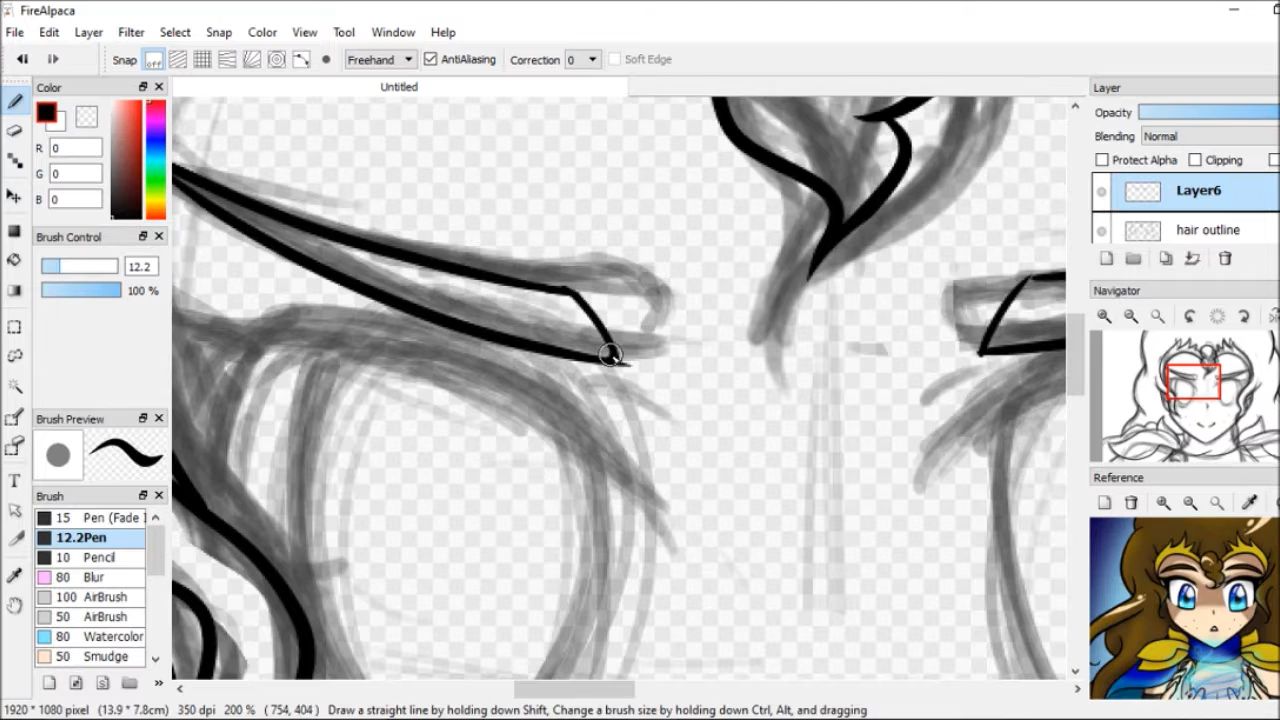 FireAlpaca
File Edit Layer Filter Select Snap Color View Tool Window Help
Snap off Freehand AntiAliasing Correction 0 Soft Edge
Untitled
Color
R 0
G 0
B 0
Brush Control
12.2
100 %
Brush Preview
Brush
15 Pen (Fade I
12.2Pen
10 Pencil
80 Blur
100 AirBrush
50 AirBrush
80 Watercolor
50 Smudge
Layer
Opacity
Blending Normal
Protect Alpha Clipping
Layer6
hair outline
Navigator
Reference
1920 * 1080 pixel (13.9 * 7.8cm) 350 dpi 200 % ( 754, 404 ) Draw a straight line by holding down Shift, Change a brush size by holding down Ctrl, Alt, and dragging